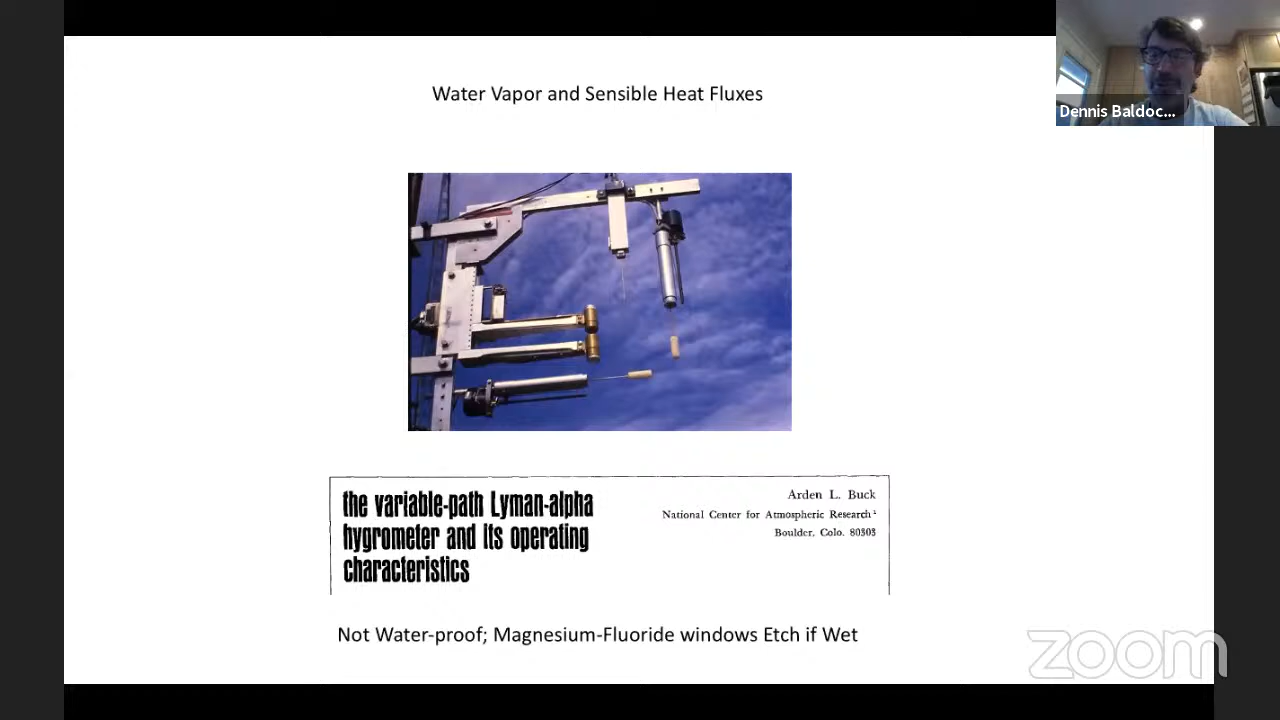 Water Vapor and Sensible Heat Fluxes
Dennis Baldoc...
the variable-path Lyman-alpha
hygrometer and its operating
characteristics
Arden L. Buck
National Center for Atmospheric Research¹
Boulder, Colo. 80303
Not Water-proof; Magnesium-Fluoride windows Etch if Wet
zoom